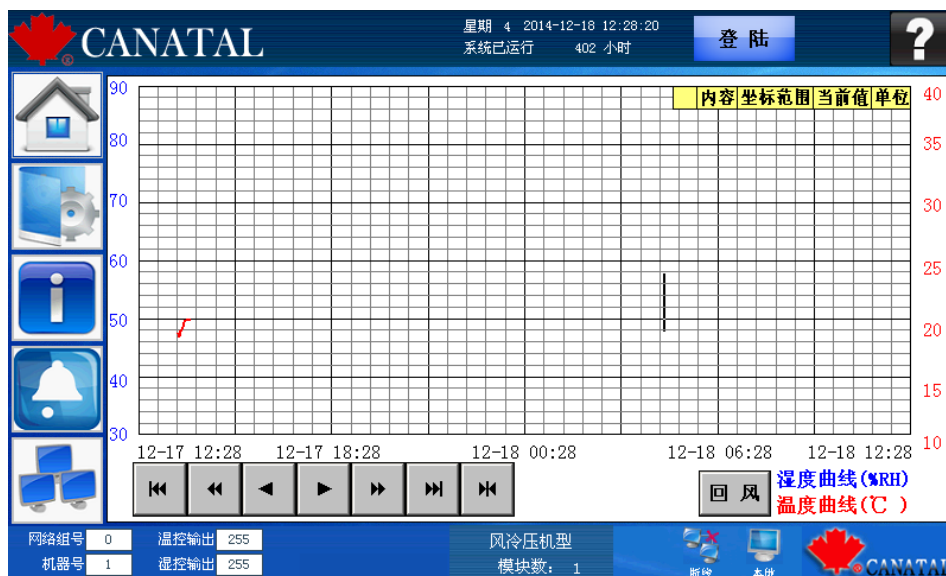 CANATAL
星期 4 2014-12-18 12:28:20
系统已运行 402 小时
登 陆
?
内容 坐标范围 当前值 单位
90 40
80 35
70 30
60 25
50 20
40 15
30 10
12-17 12:28 12-17 18:28 12-18 00:28 12-18 06:28 12-18 12:28
回 风
湿度曲线(%RH)
温度曲线(℃ )
网络组号 0 温控输出 255
机器号 1 湿控输出 255
风冷压机型
模块数: 1
断线 本地
CANATAL